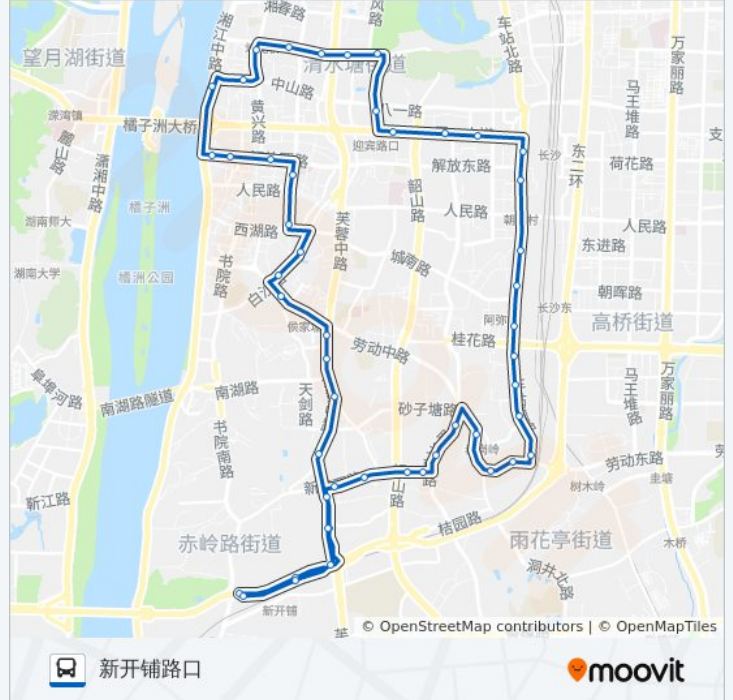 湘春路
风
车站北路
湘江中路
望月湖街道
清水塘街道
万家丽路
中山路
马王堆路
溁湾镇
黄兴路
八一路
橘子洲大桥
支
麓山路
迎宾路口
长沙
东二环
潇湘中路
解放东路
荷花路
人民路
韶山路
橘子洲
人民路
湖南师大
芙蓉中路
人民路
西湖路
东进路
城南路
湖南大学
书院路
橘洲公园
朝晖路
长沙东
阿弥
高桥街道
桂花路
劳动中路
阜埠河路
南湖路
天剑路
马王堆路
万家丽路
南湖路隧道
砂子塘路
书院南路
劳动东路
圭塘
树木岭
靳江路
桔园路
赤岭路街道
雨花亭街道
木桥
洞井北路
新开铺
© OpenStreetMap contributors | © OpenMapTiles
新开铺路口
moovit